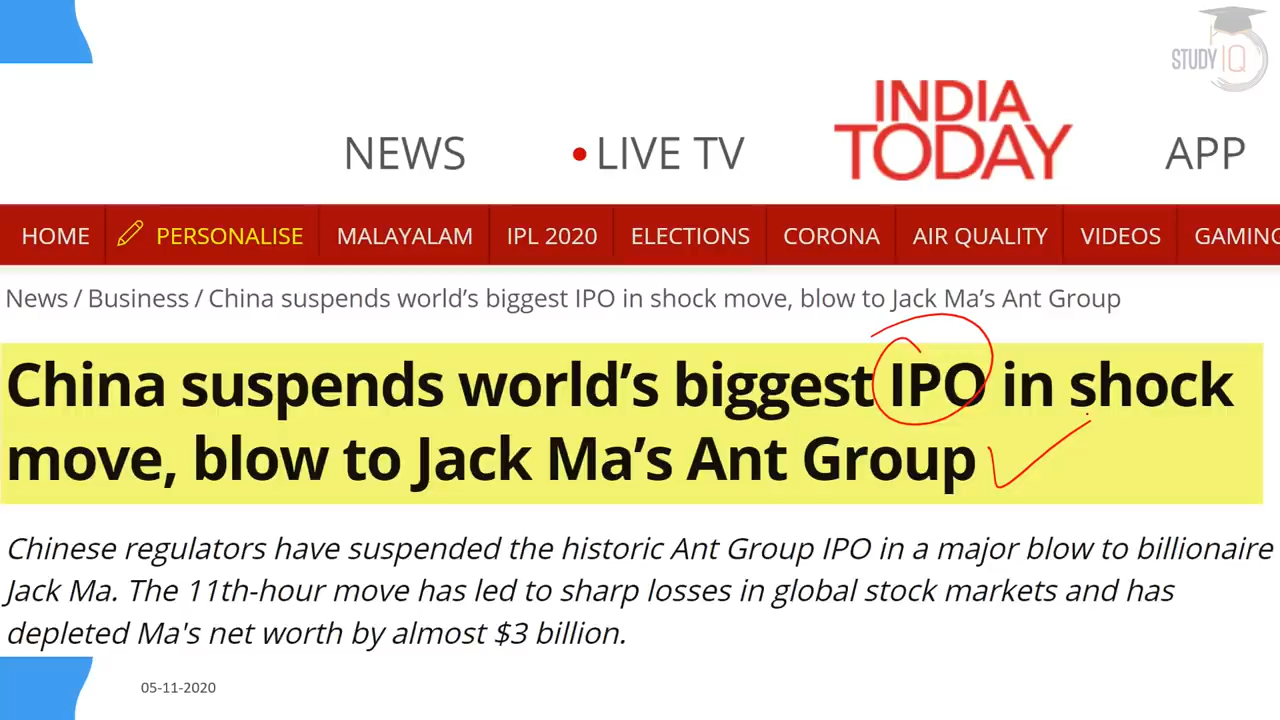 STUDY IQ
NEWS
LIVE TV
INDIA
TODAY
APP
HOME
PERSONALISE
MALAYALAM
IPL 2020
ELECTIONS
CORONA
AIR QUALITY
VIDEOS
GAMING
News / Business / China suspends world's biggest IPO in shock move, blow to Jack Ma's Ant Group
China suspends world's biggest IPO in shock
move, blow to Jack Ma's Ant Group
Chinese regulators have suspended the historic Ant Group IPO in a major blow to billionaire
Jack Ma. The 11th-hour move has led to sharp losses in global stock markets and has
depleted Ma's net worth by almost $3 billion.
05-11-2020